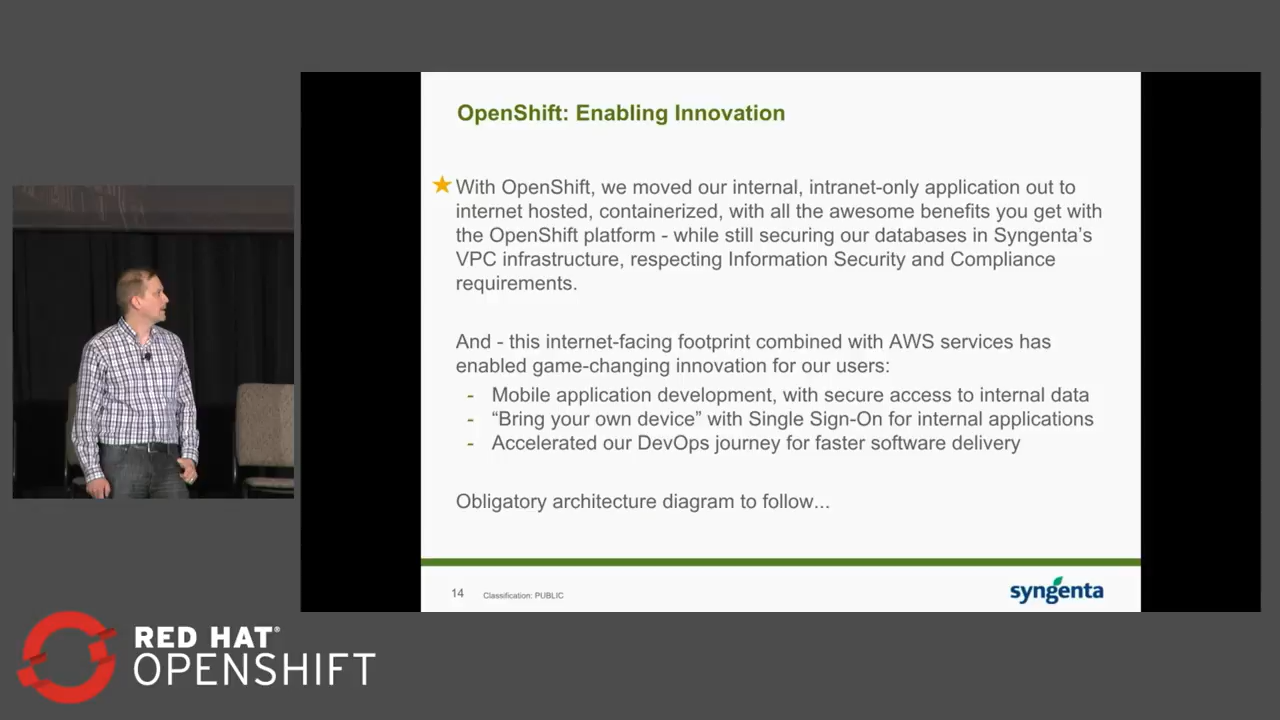 OpenShift: Enabling Innovation
★ With OpenShift, we moved our internal, intranet-only application out to
internet hosted, containerized, with all the awesome benefits you get with
the OpenShift platform - while still securing our databases in Syngenta’s
VPC infrastructure, respecting Information Security and Compliance
requirements.
And - this internet-facing footprint combined with AWS services has
enabled game-changing innovation for our users:
- Mobile application development, with secure access to internal data
- “Bring your own device” with Single Sign-On for internal applications
- Accelerated our DevOps journey for faster software delivery
Obligatory architecture diagram to follow...
14 Classification: PUBLIC
syngenta
RED HAT®
OPENSHIFT